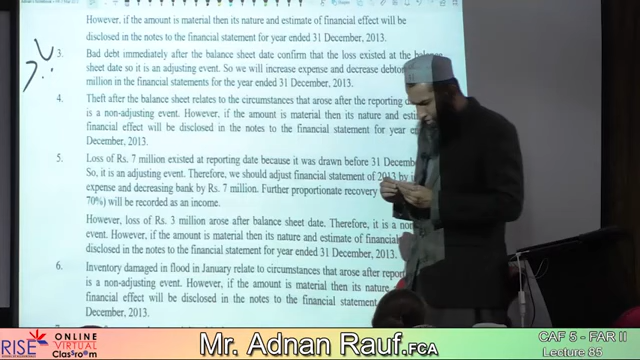 However, if the amount is material then its nature and estimate of financial effect will be
disclosed in the notes to the financial statement for year ended 31 December, 2013.
3. Bad debt immediately after the balance sheet date confirm that the loss existed at the balance
sheet date so it is an adjusting event. So we will increase expense and decrease debtor
million in the financial statements for the year ended 31 December, 2013.
4. Theft after the balance sheet relates to the circumstances that arose after the reporting
is a non-adjusting event. However, if the amount is material then its nature and
financial effect will be disclosed in the notes to the financial statement for year
December, 2013.
5. Loss of Rs. 7 million existed at reporting date because it was drawn before 31
So, it is an adjusting event. Therefore, we should adjust financial statement of 2013 by
expense and decreasing bank by Rs. 7 million. Further proportionate recovery
70%) will be recorded as an income.
However, loss of Rs. 3 million arose after balance sheet date. Therefore, it is a
event. However, if the amount is material then its nature and estimate of financial
disclosed in the notes to the financial statement for year ended 31 December, 2013.
6. Inventory damaged in flood in January relate to circumstances that arose after
is a non-adjusting event. However, if the amount is material then its nature
financial effect will be disclosed in the notes to the financial statement
December, 2013.
RISE
ONLINE
VIRTUAL
Classroom
Mr. Adnan Rauf.FCA
CAF 5 - FAR II
Lecture 85